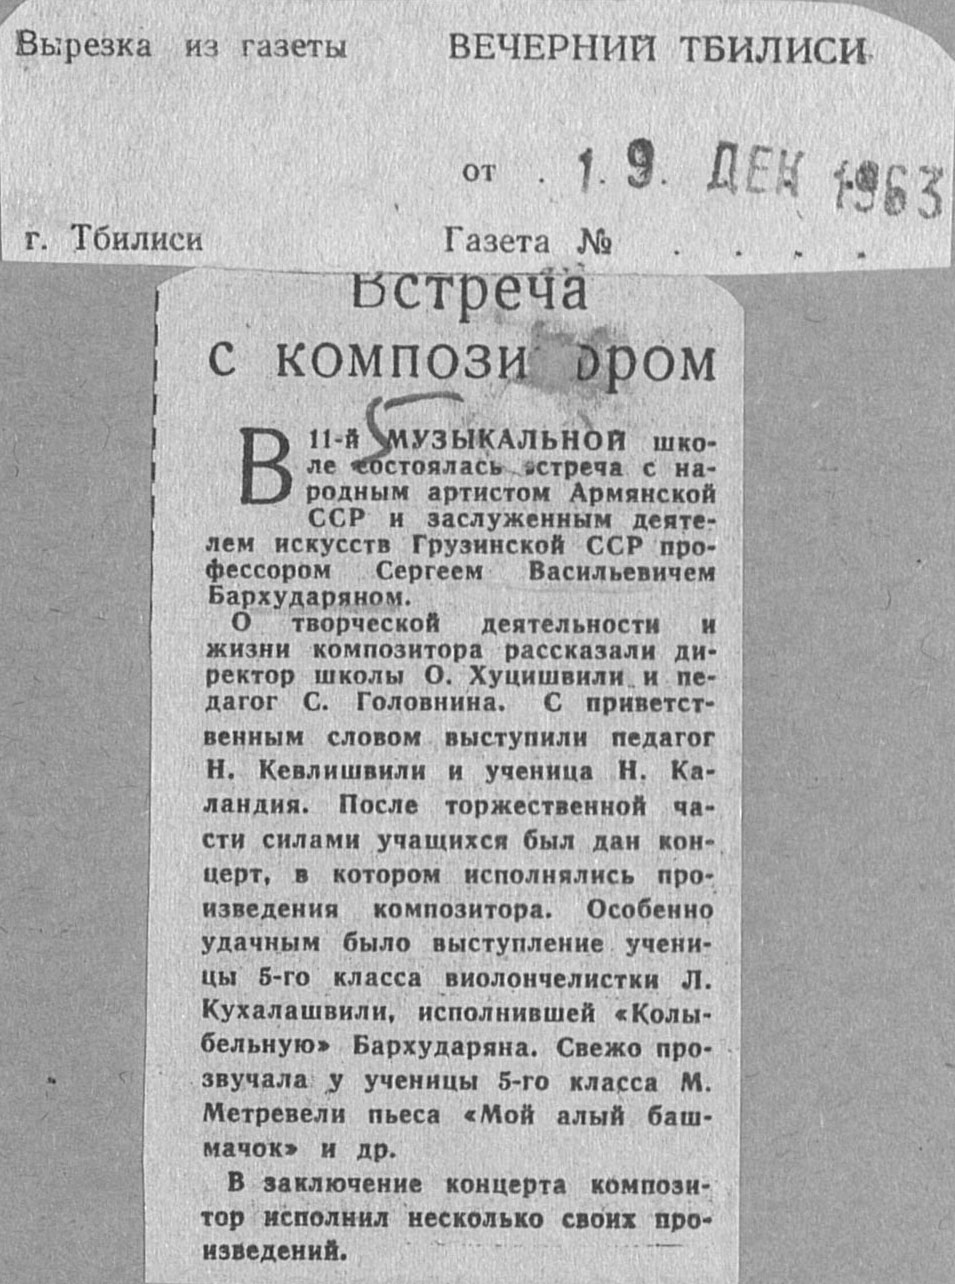 Вырезка из газеты ВЕЧЕРНИЙ ТБИЛИСИ
от . 1. 9. ДЕК 1963
г. Тбилиси Газета № . . . .
Встреча
с композитором
В 11-й МУЗЫКАЛЬНОЙ шко-
ле состоялась встреча с на-
родным артистом Армянской
ССР и заслуженным деяте-
лем искусств Грузинской ССР про-
фессором Сергеем Васильевичем
Бархударяном.
О творческой деятельности и
жизни композитора рассказали ди-
ректор школы О. Хуцишвили и пе-
дагог С. Головнина. С приветст-
венным словом выступили педагог
Н. Кевлишвили и ученица Н. Ка-
ландия. После торжественной ча-
сти силами учащихся был дан кон-
церт, в котором исполнялись про-
изведения композитора. Особенно
удачным было выступление учени-
цы 5-го класса виолончелистки Л.
Кухалашвили, исполнившей «Колы-
бельную» Бархударяна. Свежо про-
звучала у ученицы 5-го класса М.
Метревели пьеса «Мой алый баш-
мачок» и др.
В заключение концерта компози-
тор исполнил несколько своих про-
изведений.